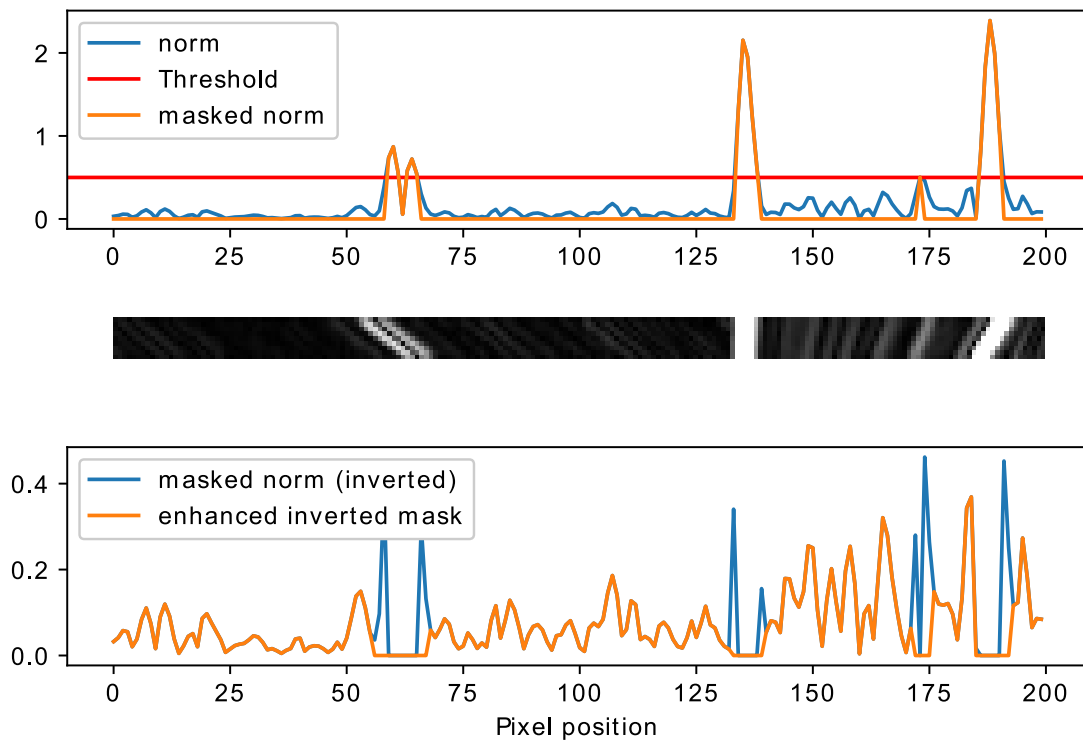 norm
Threshold
masked norm
2
1
0
0 25 50 75 100 125 150 175 200
masked norm (inverted)
enhanced inverted mask
0.4
0.2
0.0
0 25 50 75 100 125 150 175 200
Pixel position